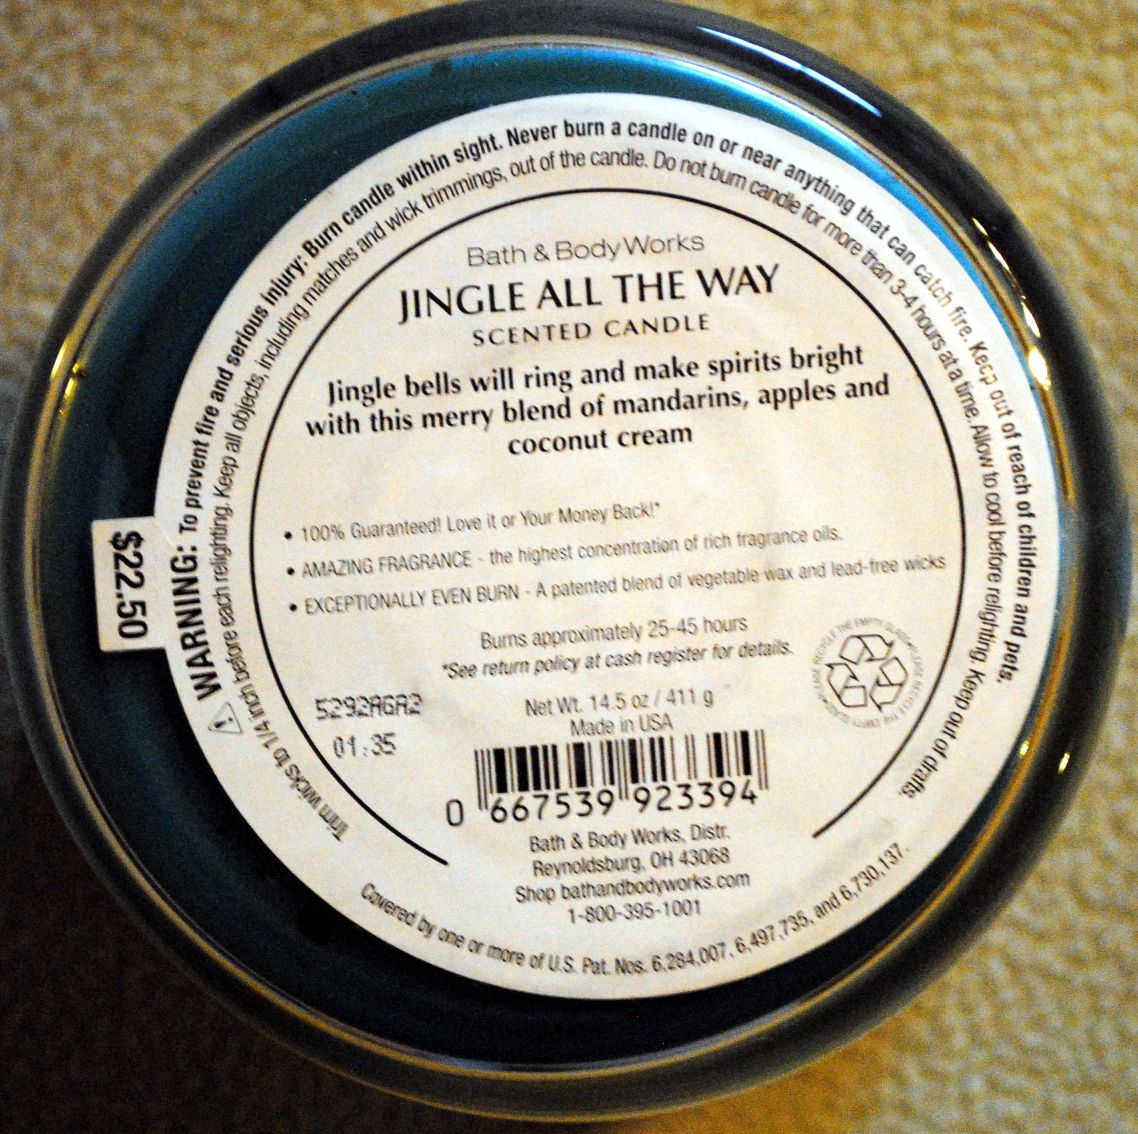 WARNING: To prevent fire and serious injury: Burn candle within sight. Never burn a candle on or near anything that can catch fire. Keep out of reach of children and pets.
Trim wicks to 1/4 inch before each relighting. Keep all objects, including matches and wick trimmings, out of the candle. Do not burn candle for more than 3-4 hours at a time. Allow to cool before relighting. Keep out of drafts.
Bath & Body Works
JINGLE ALL THE WAY
SCENTED CANDLE
Jingle bells will ring and make spirits bright
with this merry blend of mandarins, apples and
coconut cream
• 100% Guaranteed! Love it or Your Money Back!*
• AMAZING FRAGRANCE - the highest concentration of rich fragrance oils.
• EXCEPTIONALLY EVEN BURN - A patented blend of vegetable wax and lead-free wicks
Burns approximately 25-45 hours
*See return policy at cash register for details.
$22.50
5292AGA2
01:35
Net Wt. 14.5 oz / 411 g
Made in USA
0 667539 923394
Bath & Body Works, Distr.
Reynoldsburg, OH 43068
Shop bathandbodyworks.com
1-800-395-1001
Covered by one or more of U.S. Pat. Nos. 6,284,007, 6,497,735, and 6,730,137.